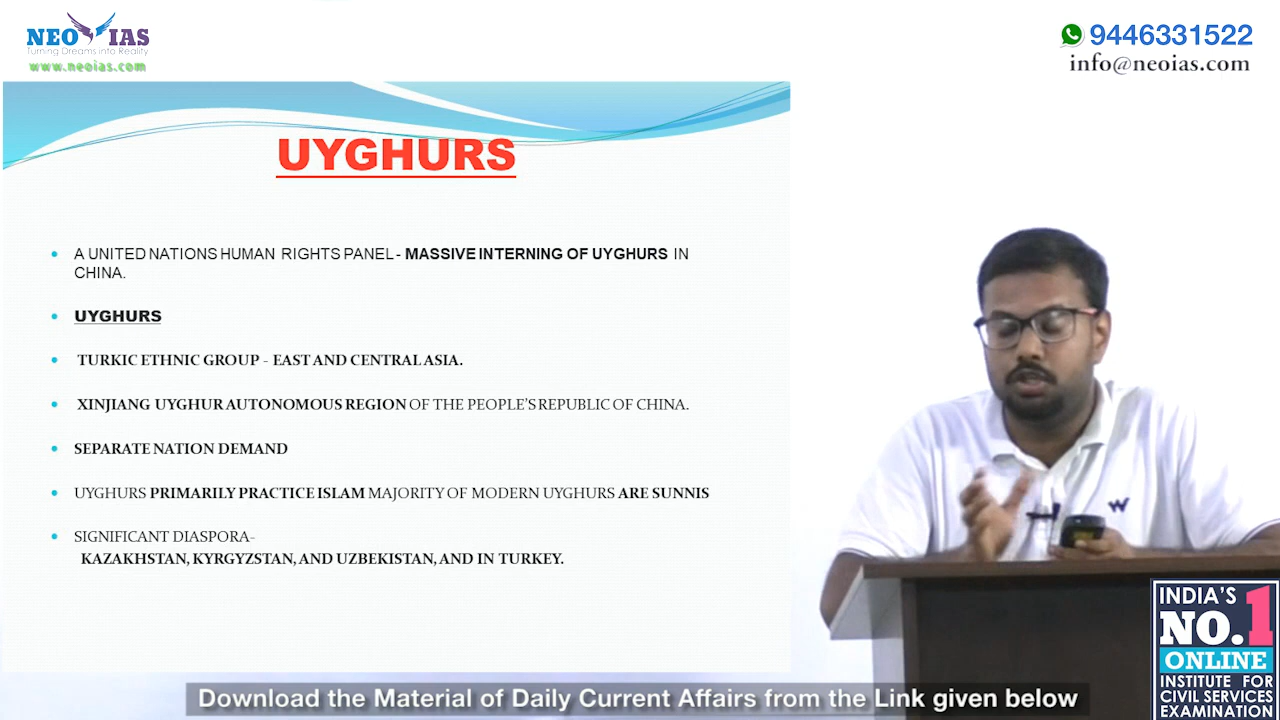 NEO IAS
Turning Dreams into Reality
www.neoias.com
9446331522
info@neoias.com
UYGHURS
A UNITED NATIONS HUMAN RIGHTS PANEL - MASSIVE INTERNING OF UYGHURS IN
CHINA.
UYGHURS
TURKIC ETHNIC GROUP - EAST AND CENTRAL ASIA.
XINJIANG UYGHUR AUTONOMOUS REGION OF THE PEOPLE'S REPUBLIC OF CHINA.
SEPARATE NATION DEMAND
UYGHURS PRIMARILY PRACTICE ISLAM MAJORITY OF MODERN UYGHURS ARE SUNNIS
SIGNIFICANT DIASPORA-
KAZAKHSTAN, KYRGYZSTAN, AND UZBEKISTAN, AND IN TURKEY.
W
INDIA'S
NO.1
ONLINE
INSTITUTE FOR
CIVIL SERVICES
EXAMINATION
Download the Material of Daily Current Affairs from the Link given below